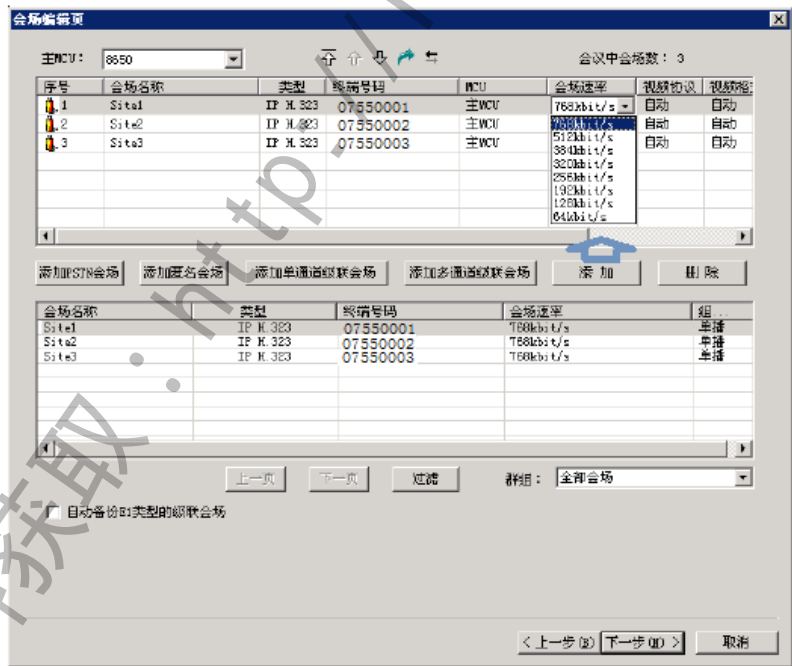 会场编辑页
主MCU： 8650 会议中会场数：3
序号 会场名称 类型 终端号码 MCU 会场速率 视频协议 视频格
1 Site1 IP H.323 07550001 主MCU 768kbit/s 自动 自动
2 Site2 IP H.323 07550002 主MCU 768kbit/s 自动 自动
3 Site3 IP H.323 07550003 主MCU 512kbit/s 自动 自动
384kbit/s
320kbit/s
256kbit/s
192kbit/s
128kbit/s
64kbit/s
添加PSTN会场 添加匿名会场 添加单通道级联会场 添加多通道级联会场 添加 删除
会场名称 类型 终端号码 会场速率 组...
Site1 IP H.323 07550001 768kbit/s 单播
Site2 IP H.323 07550002 768kbit/s 单播
Site3 IP H.323 07550003 768kbit/s 单播
上一页 下一页 过滤 群组： 全部会场
自动备份E1类型的级联会场
<上一步(B) 下一步(N)> 取消
获取：http://